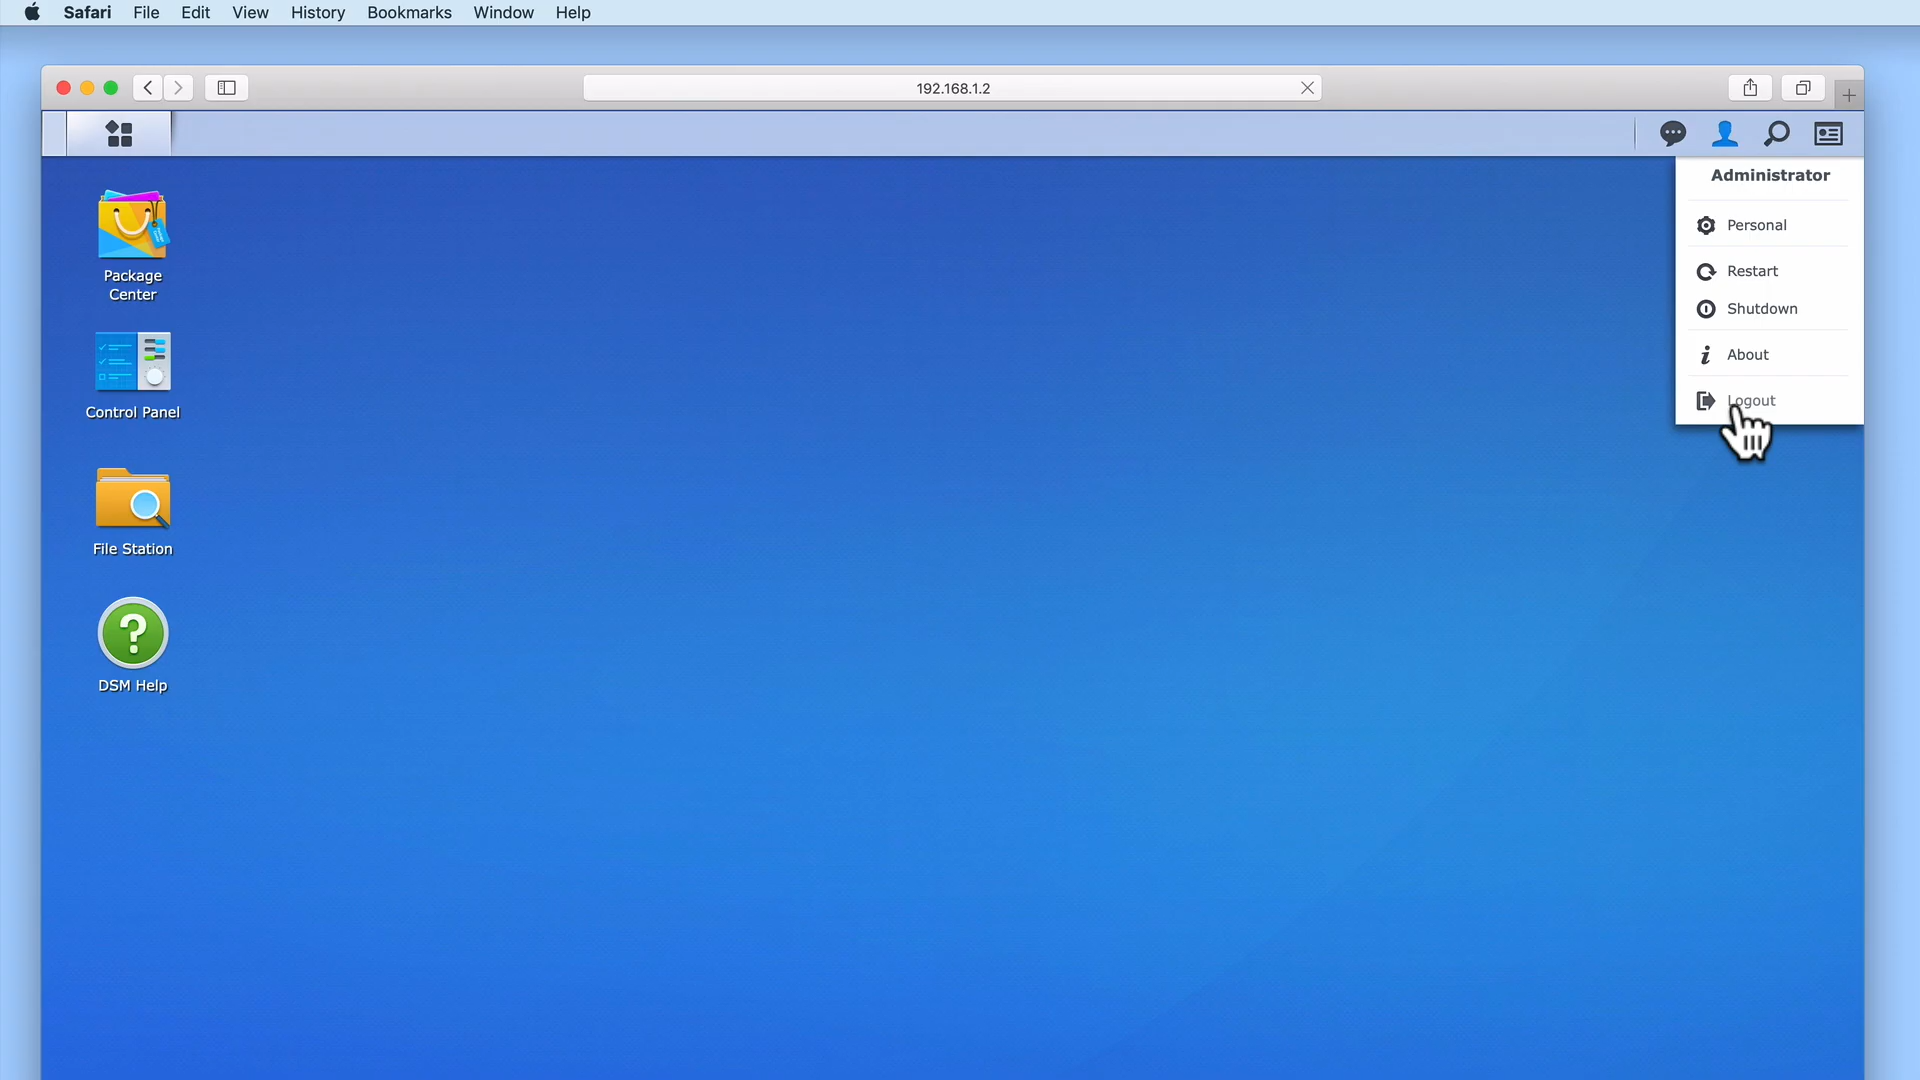 Safari File Edit View History Bookmarks Window Help
192.168.1.2
Administrator
Personal
Restart
Shutdown
About
Logout
Package
Center
Control Panel
File Station
DSM Help